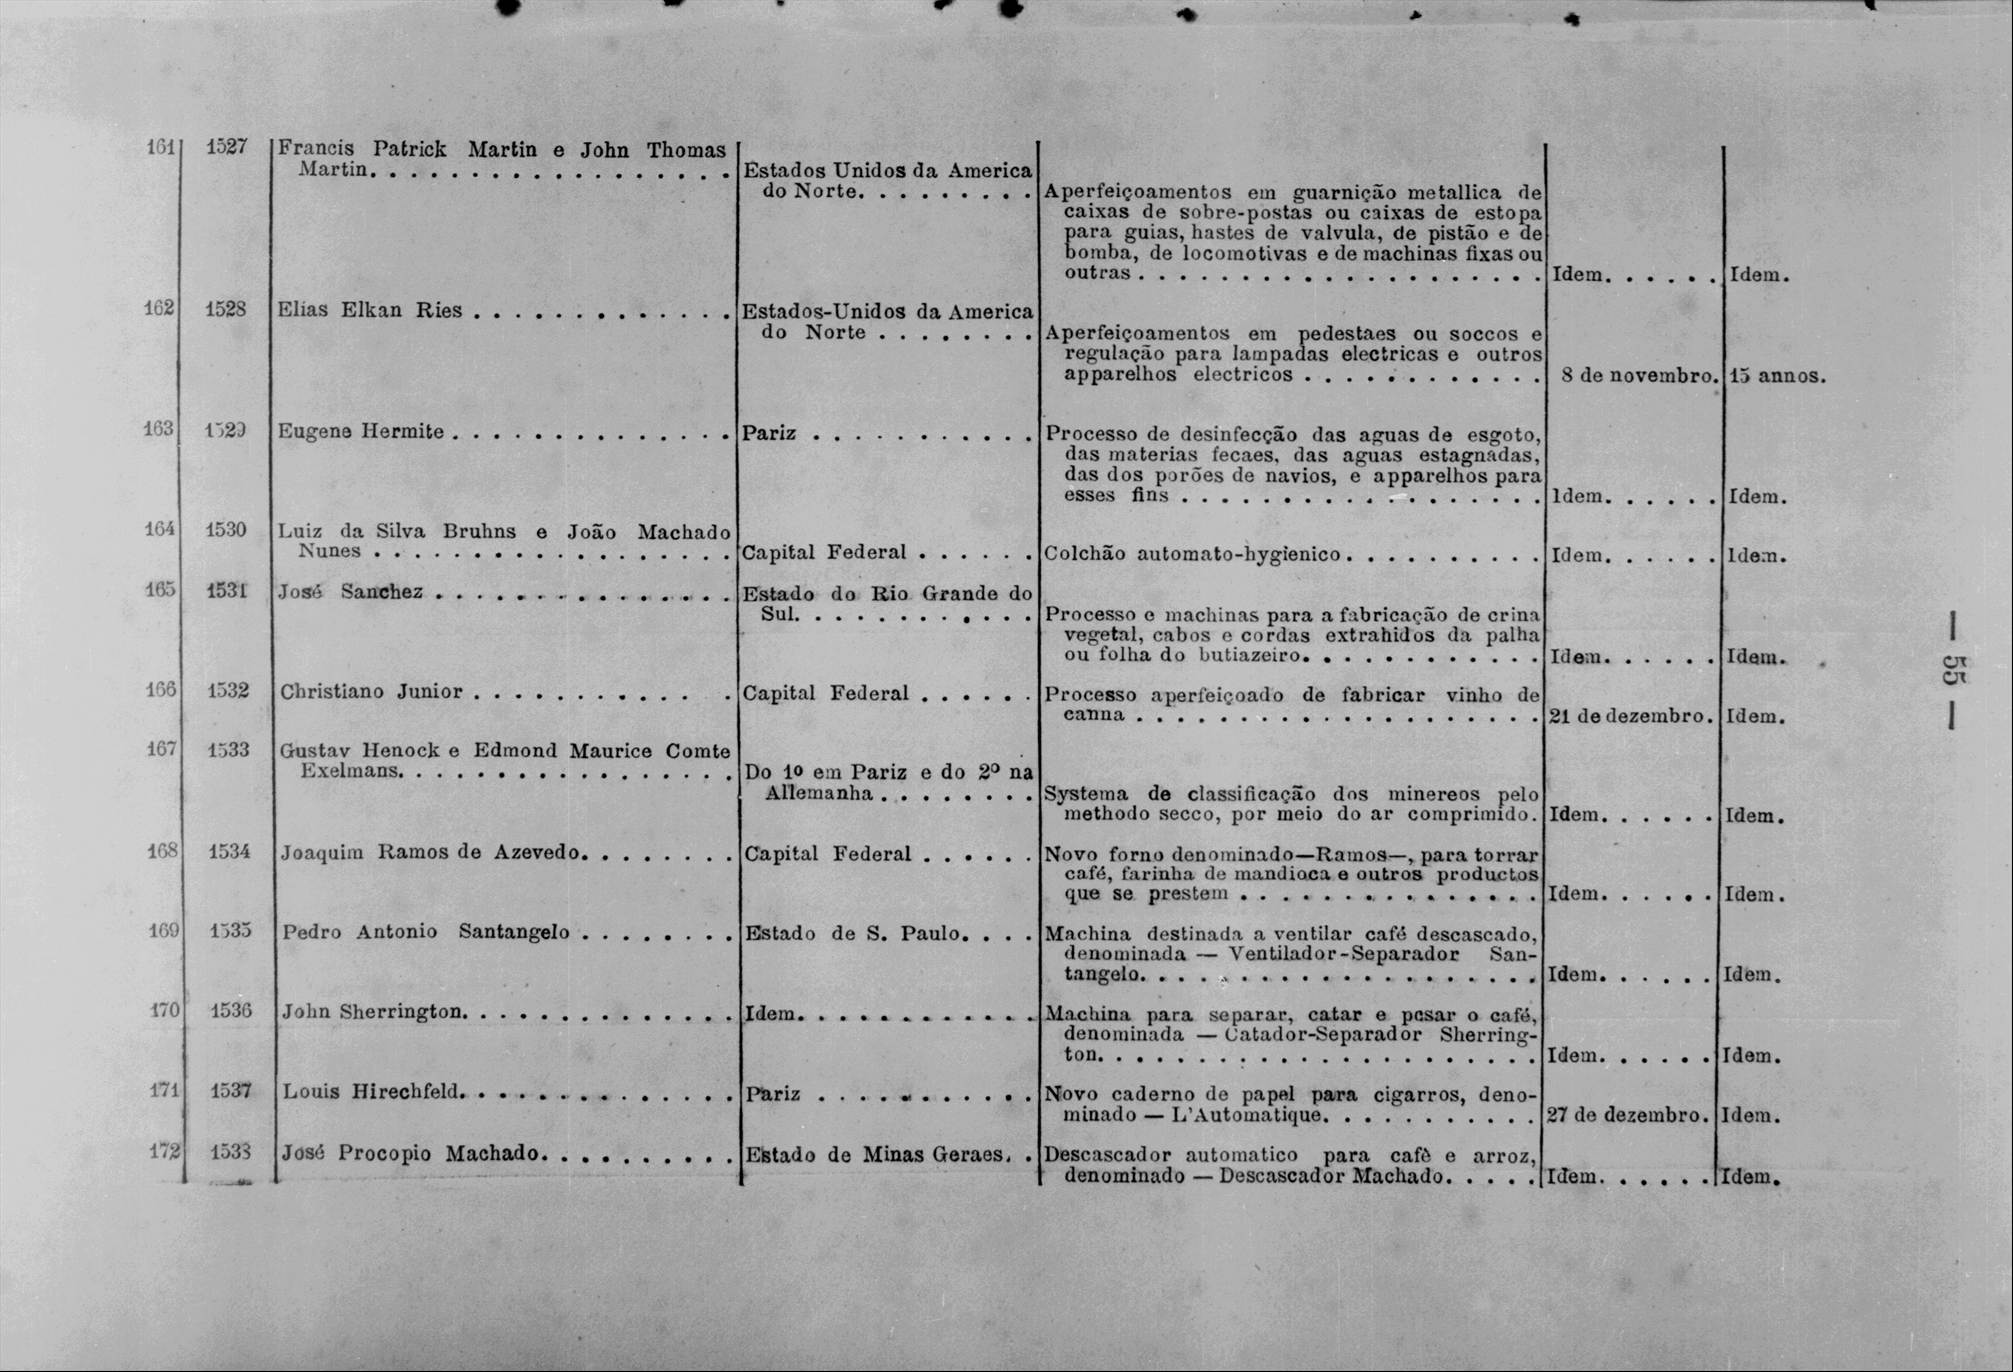 161 1527 Francis Patrick Martin e John Thomas
Martin. . . . . . . . . . . . . . . . . . Estados Unidos da America
do Norte. . . . . . . . . Aperfeiçoamentos em guarnição metallica de
caixas de sobre-postas ou caixas de estopa
para guias, hastes de valvula, de pistão e de
bomba, de locomotivas e de machinas fixas ou
outras . . . . . . . . . . . . . . . . . . . . Idem. . . . . . Idem.
162 1528 Elias Elkan Ries . . . . . . . . . . . . . Estados-Unidos da America
do Norte . . . . . . . . Aperfeiçoamentos em pedestaes ou soccos e
regulação para lampadas electricas e outros
apparelhos electricos . . . . . . . . . . . . 8 de novembro. 15 annos.
163 1529 Eugene Hermite . . . . . . . . . . . . . . Pariz . . . . . . . . . . . Processo de desinfecção das aguas de esgoto,
das materias fecaes, das aguas estagnadas,
das dos porões de navios, e apparelhos para
esses fins . . . . . . . . . . . . . . . . . . Idem. . . . . . Idem.
164 1530 Luiz da Silva Bruhns e João Machado
Nunes . . . . . . . . . . . . . . . . . . Capital Federal . . . . . . Colchão automato-hygienico. . . . . . . . . . Idem. . . . . . Idem.
165 1531 José Sanchez . . . . . . . . . . . . . . . Estado do Rio Grande do
Sul. . . . . . . . . . . . Processo e machinas para a fabricação de crina
vegetal, cabos e cordas extrahidos da palha
ou folha do butiazeiro. . . . . . . . . . . . Idem. . . . . . Idem.
166 1532 Christiano Junior . . . . . . . . . . . . Capital Federal . . . . . . Processo aperfeiçoado de fabricar vinho de
canna . . . . . . . . . . . . . . . . . . . . 21 de dezembro. Idem.
167 1533 Gustav Henock e Edmond Maurice Comte
Exelmans. . . . . . . . . . . . . . . . . Do 1º em Pariz e do 2º na
Allemanha . . . . . . . . Systema de classificação dos minereos pelo
methodo secco, por meio do ar comprimido. Idem. . . . . . Idem.
168 1534 Joaquim Ramos de Azevedo. . . . . . . . Capital Federal . . . . . . Novo forno denominado—Ramos—, para torrar
café, farinha de mandioca e outros productos
que se prestem . . . . . . . . . . . . . . . Idem. . . . . . Idem.
169 1535 Pedro Antonio Santangelo . . . . . . . . Estado de S. Paulo. . . . Machina destinada a ventilar café descascado,
denominada — Ventilador-Separador San-
tangelo. . . . . . . . . . . . . . . . . . . . Idem. . . . . . Idem.
170 1536 John Sherrington. . . . . . . . . . . . . . Idem. . . . . . . . . . . . Machina para separar, catar e pesar o café,
denominada — Catador-Separador Sherring-
ton. . . . . . . . . . . . . . . . . . . . . . Idem. . . . . . Idem.
171 1537 Louis Hirechfeld. . . . . . . . . . . . . . Pariz . . . . . . . . . . . Novo caderno de papel para cigarros, deno-
minado — L'Automatique. . . . . . . . . . . 27 de dezembro. Idem.
172 1538 José Procopio Machado. . . . . . . . . . Estado de Minas Geraes. . Descascador automatico para café e arroz,
denominado — Descascador Machado. . . . . Idem. . . . . . Idem.
— 55 —